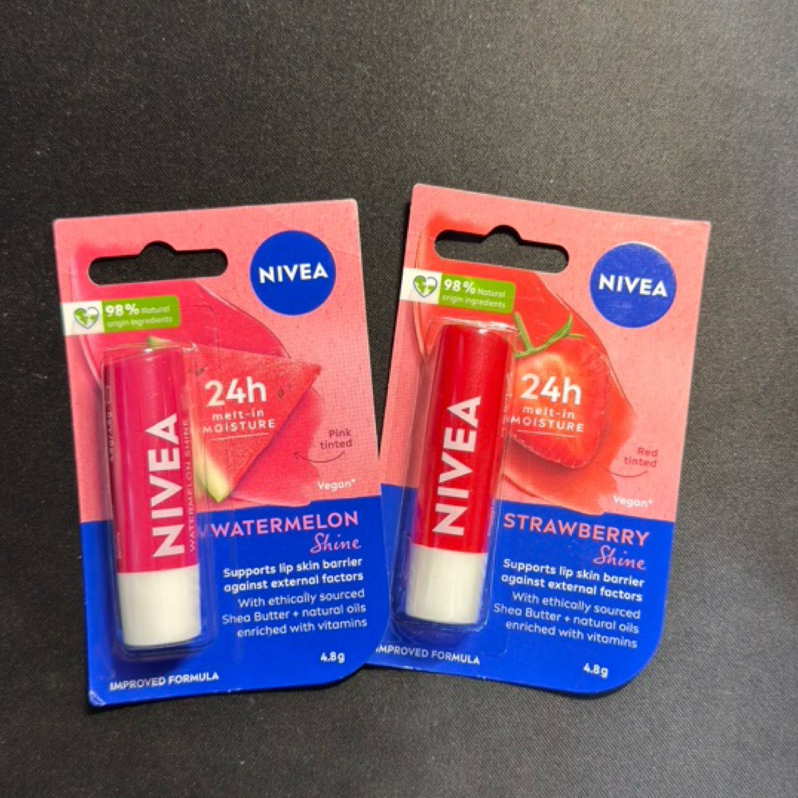 NIVEA
98% Natural
origin ingredients
24h
melt-in
MOISTURE
Pink
tinted
Vegan*
NIVEA
WATERMELON SHINE
WATERMELON
Shine
Supports lip skin barrier
against external factors
With ethically sourced
Shea Butter + natural oils
enriched with vitamins
4.8g
IMPROVED FORMULA
NIVEA
98% Natural
origin ingredients
24h
melt-in
MOISTURE
Red
tinted
Vegan*
NIVEA
STRAWBERRY
Shine
Supports lip skin barrier
against external factors
With ethically sourced
Shea Butter + natural oils
enriched with vitamins
4.8g
IMPROVED FORMULA